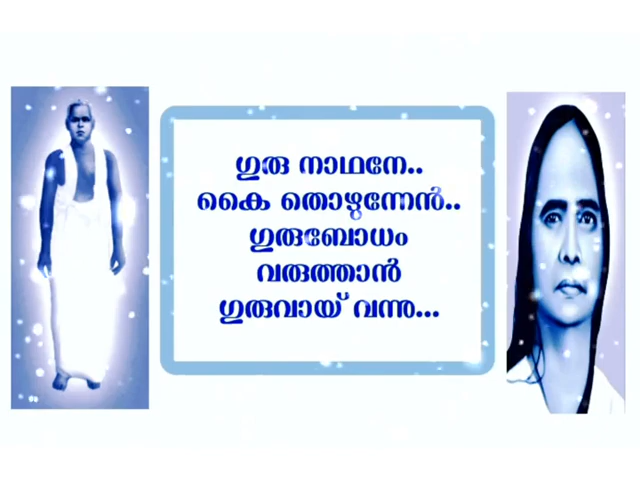 ഗുരു നാഥനേ..
കൈ തൊഴുന്നേൻ..
ഗുരുബോധം
വരുത്താൻ
ഗുരുവായ് വന്നു...